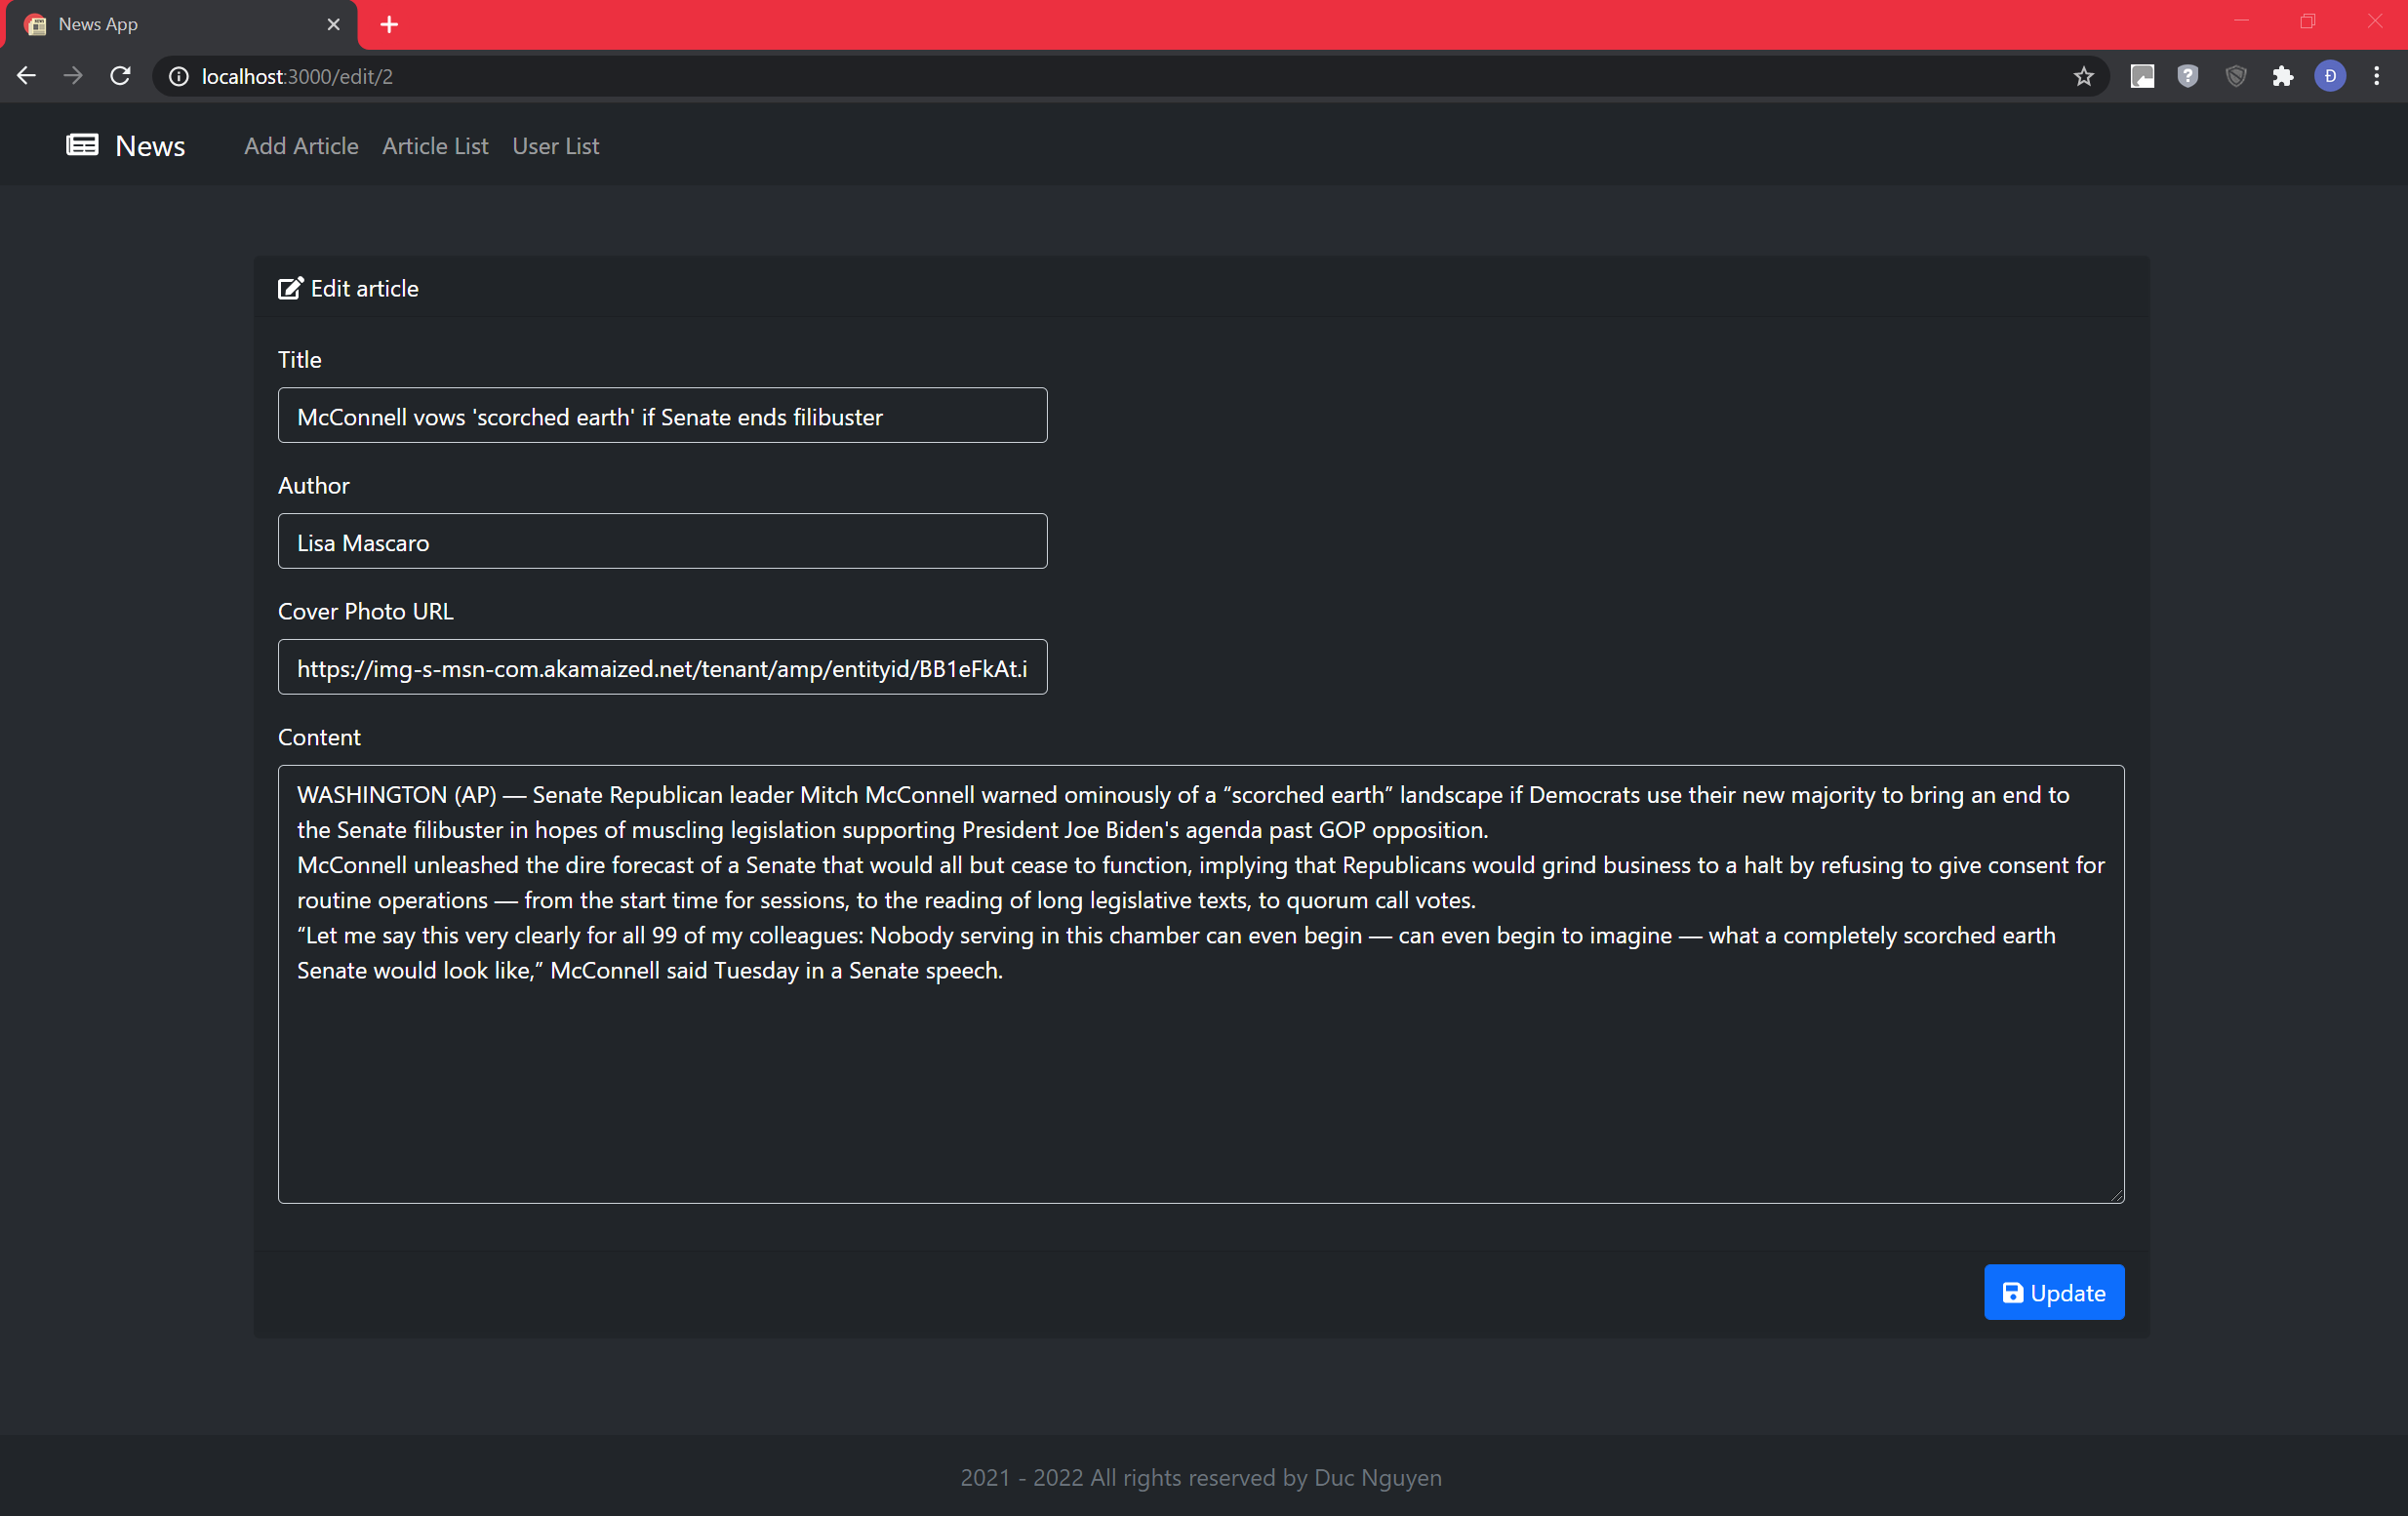 News App
localhost:3000/edit/2
Đ
News
Add Article
Article List
User List
Edit article
Title
McConnell vows 'scorched earth' if Senate ends filibuster
Author
Lisa Mascaro
Cover Photo URL
https://img-s-msn-com.akamaized.net/tenant/amp/entityid/BB1eFkAt.i
Content
WASHINGTON (AP) — Senate Republican leader Mitch McConnell warned ominously of a “scorched earth” landscape if Democrats use their new majority to bring an end to
the Senate filibuster in hopes of muscling legislation supporting President Joe Biden's agenda past GOP opposition.
McConnell unleashed the dire forecast of a Senate that would all but cease to function, implying that Republicans would grind business to a halt by refusing to give consent for
routine operations — from the start time for sessions, to the reading of long legislative texts, to quorum call votes.
“Let me say this very clearly for all 99 of my colleagues: Nobody serving in this chamber can even begin — can even begin to imagine — what a completely scorched earth
Senate would look like,” McConnell said Tuesday in a Senate speech.
Update
2021 - 2022 All rights reserved by Duc Nguyen